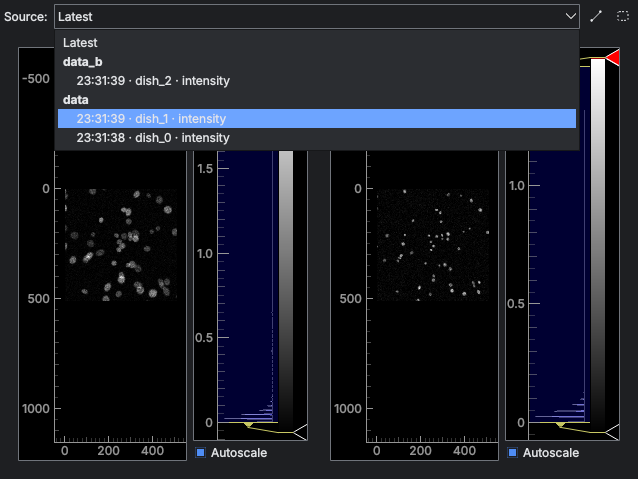 Source: Latest
Latest
data_b
23:31:39 · dish_2 · intensity
data
23:31:39 · dish_1 · intensity
23:31:38 · dish_0 · intensity
-500
0
500
1000
0 200 400
1.5
1.0
0.5
0
Autoscale
0
500
1000
0 200 400
1.0
0.5
0
Autoscale